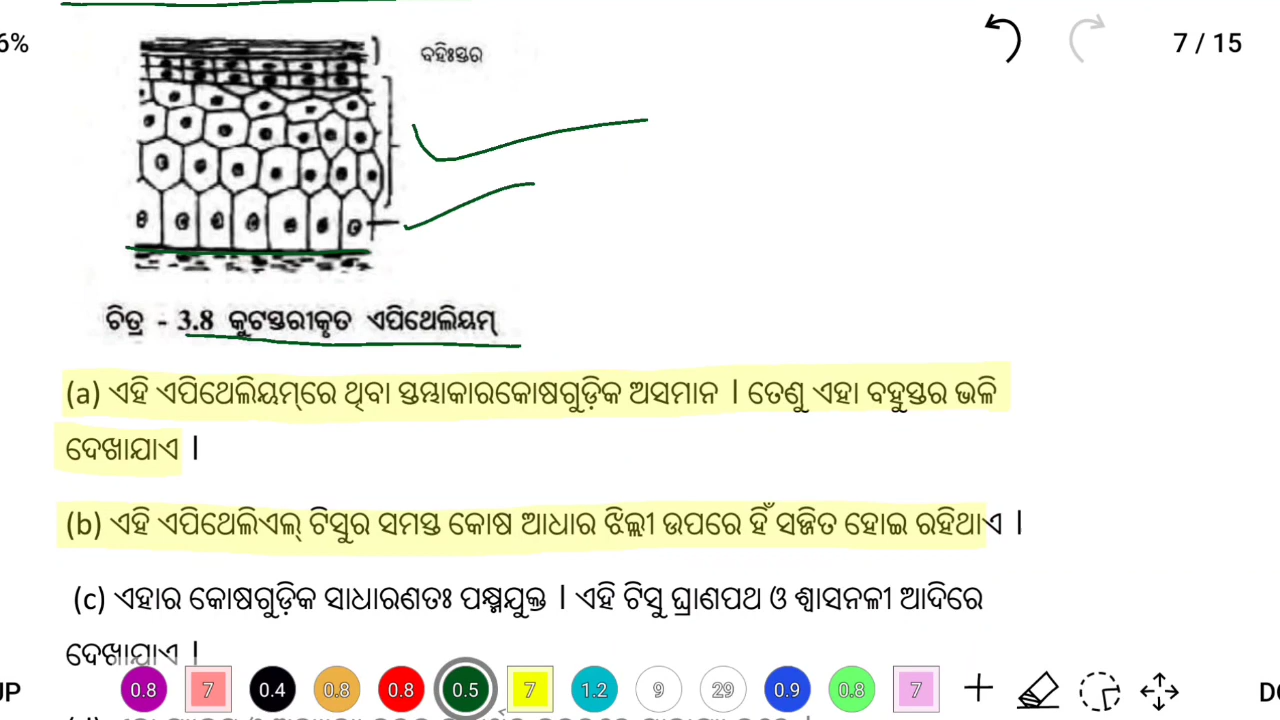 6%
7 / 15
ବହିଃସ୍ତର
ଚିତ୍ର - 3.8 କୁଟସ୍ତରୀକୃତ ଏପିଥେଲିୟମ୍
(a) ଏହି ଏପିଥେଲିୟମ୍‌ରେ ଥିବା ସ୍ତମ୍ଭାକାରକୋଷଗୁଡ଼ିକ ଅସମାନ । ତେଣୁ ଏହା ବହୁସ୍ତର ଭଳି
ଦେଖାଯାଏ ।
(b) ଏହି ଏପିଥେଲିଏଲ୍ ଟିସୁର ସମସ୍ତ କୋଷ ଆଧାର ଝିଲ୍ଲୀ ଉପରେ ହିଁ ସଜ୍ଜିତ ହୋଇ ରହିଥାଏ ।
(c) ଏହାର କୋଷଗୁଡ଼ିକ ସାଧାରଣତଃ ପକ୍ଷ୍ମଯୁକ୍ତ । ଏହି ଟିସୁ ଘ୍ରାଣପଥ ଓ ଶ୍ୱାସନଳୀ ଆଦିରେ
ଦେଖାଯାଏ ।
UP 0.8 7 0.4 0.8 0.8 0.5 7 1.2 9 29 0.9 0.8 7